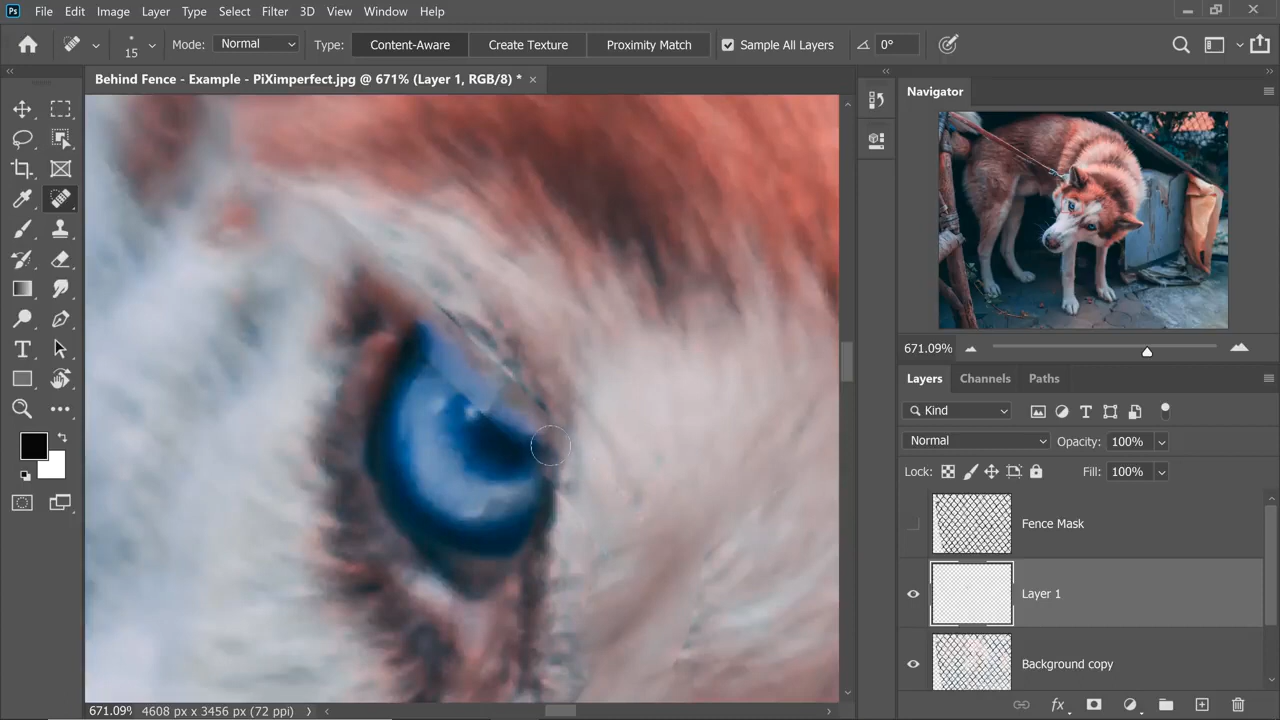 Ps File Edit Image Layer Type Select Filter 3D View Window Help
15 Mode: Normal Type: Content-Aware Create Texture Proximity Match Sample All Layers 0°
Behind Fence - Example - PiXimperfect.jpg @ 671% (Layer 1, RGB/8) *
Navigator
671.09%
Layers Channels Paths
Kind
Normal Opacity: 100%
Lock: Fill: 100%
Fence Mask
Layer 1
Background copy
671.09% 4608 px x 3456 px (72 ppi)
fx